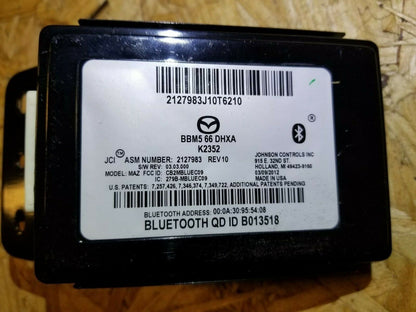 2127983J10T6210
BBM5 66 DHXA
K2352
JCI™ ASM NUMBER: 2127983 REV10
S/W REV: 03.03.000
MODEL: MAZ FCC ID: CB2MBLUEC09
IC: 279B-MBLUEC09
JOHNSON CONTROLS INC
915 E. 32ND ST.
HOLLAND, MI 49423-9160
03/09/2012
MADE IN: USA
U.S. PATENTS: 7,257,426, 7,346,374, 7,349,722, ADDITIONAL PATENTS PENDING
BLUETOOTH ADDRESS: 00:0A:30:95:54:08
BLUETOOTH QD ID B013518